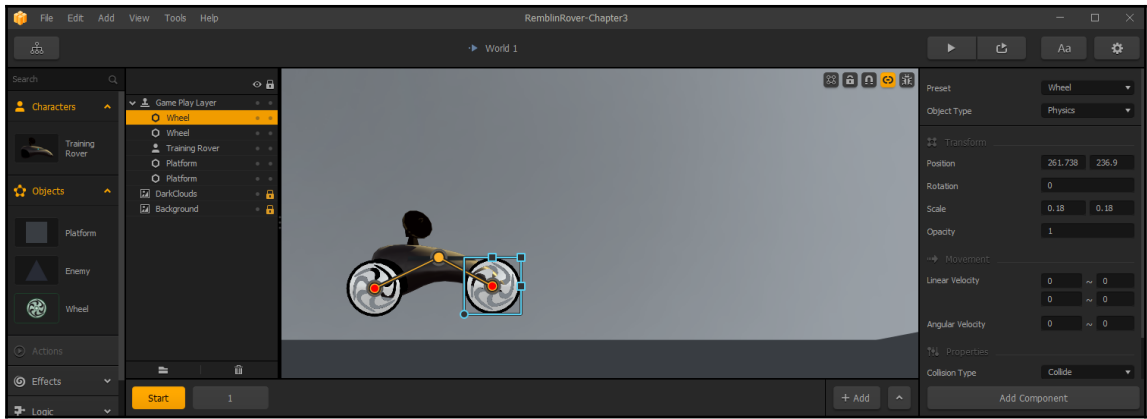 File Edit Add View Tools Help
RemblinRover-Chapter3
World 1
Aa
Search
Characters
Training
Rover
Objects
Platform
Enemy
Wheel
Actions
Effects
Logic
Game Play Layer
Wheel
Wheel
Training Rover
Platform
Platform
DarkClouds
Background
Start 1
+ Add
Preset Wheel
Object Type Physics
Transform
Position 261.738 236.9
Rotation 0
Scale 0.18 0.18
Opacity 1
Movement
Linear Velocity 0 ~ 0
0 ~ 0
Angular Velocity 0 ~ 0
Properties
Collision Type Collide
Add Component